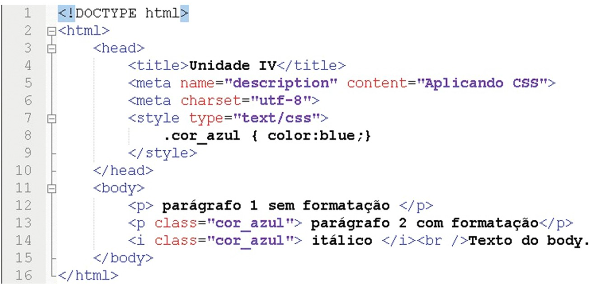 1 <!DOCTYPE html>
2 <html>
3 <head>
4 <title>Unidade IV</title>
5 <meta name="description" content="Aplicando CSS">
6 <meta charset="utf-8">
7 <style type="text/css">
8 .cor_azul { color:blue;}
9 </style>
10 </head>
11 <body>
12 <p> parágrafo 1 sem formatação </p>
13 <p class="cor_azul"> parágrafo 2 com formatação</p>
14 <i class="cor_azul"> itálico </i><br />Texto do body.
15 </body>
16 </html>